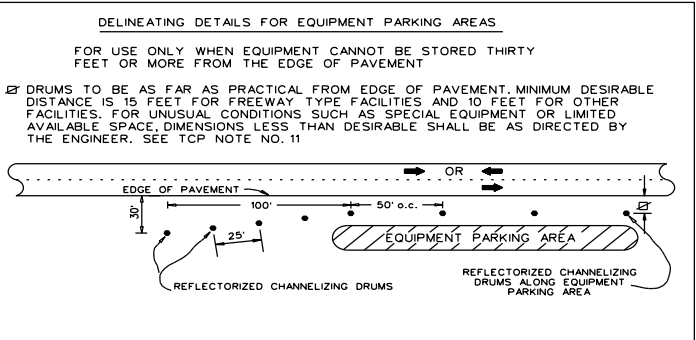 DELINEATING DETAILS FOR EQUIPMENT PARKING AREAS
FOR USE ONLY WHEN EQUIPMENT CANNOT BE STORED THIRTY
FEET OR MORE FROM THE EDGE OF PAVEMENT
DRUMS TO BE AS FAR AS PRACTICAL FROM EDGE OF PAVEMENT. MINIMUM DESIRABLE
DISTANCE IS 15 FEET FOR FREEWAY TYPE FACILITIES AND 10 FEET FOR OTHER
FACILITIES. FOR UNUSUAL CONDITIONS SUCH AS SPECIAL EQUIPMENT OR LIMITED
AVAILABLE SPACE, DIMENSIONS LESS THAN DESIRABLE SHALL BE AS DIRECTED BY
THE ENGINEER. SEE TCP NOTE NO. 11
OR
EDGE OF PAVEMENT
30'
100'
50' o.c.
25'
EQUIPMENT PARKING AREA
REFLECTORIZED CHANNELIZING DRUMS
REFLECTORIZED CHANNELIZING
DRUMS ALONG EQUIPMENT
PARKING AREA